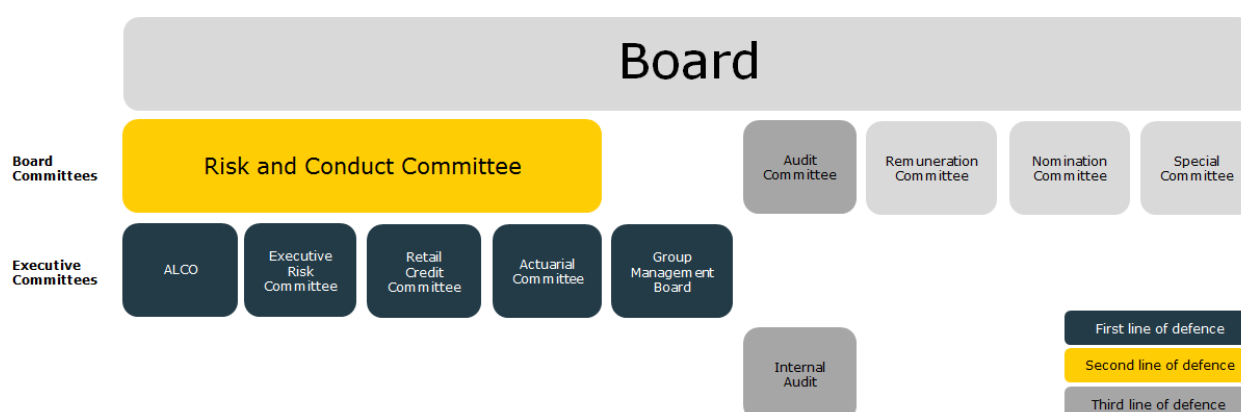 Board
Board
Committees
Risk and Conduct Committee
Audit
Committee
Remuneration
Committee
Nomination
Committee
Special
Committee
Executive
Committees
ALCO
Executive
Risk
Committee
Retail
Credit
Committee
Actuarial
Committee
Group
Management
Board
Internal
Audit
First line of defence
Second line of defence
Third line of defence